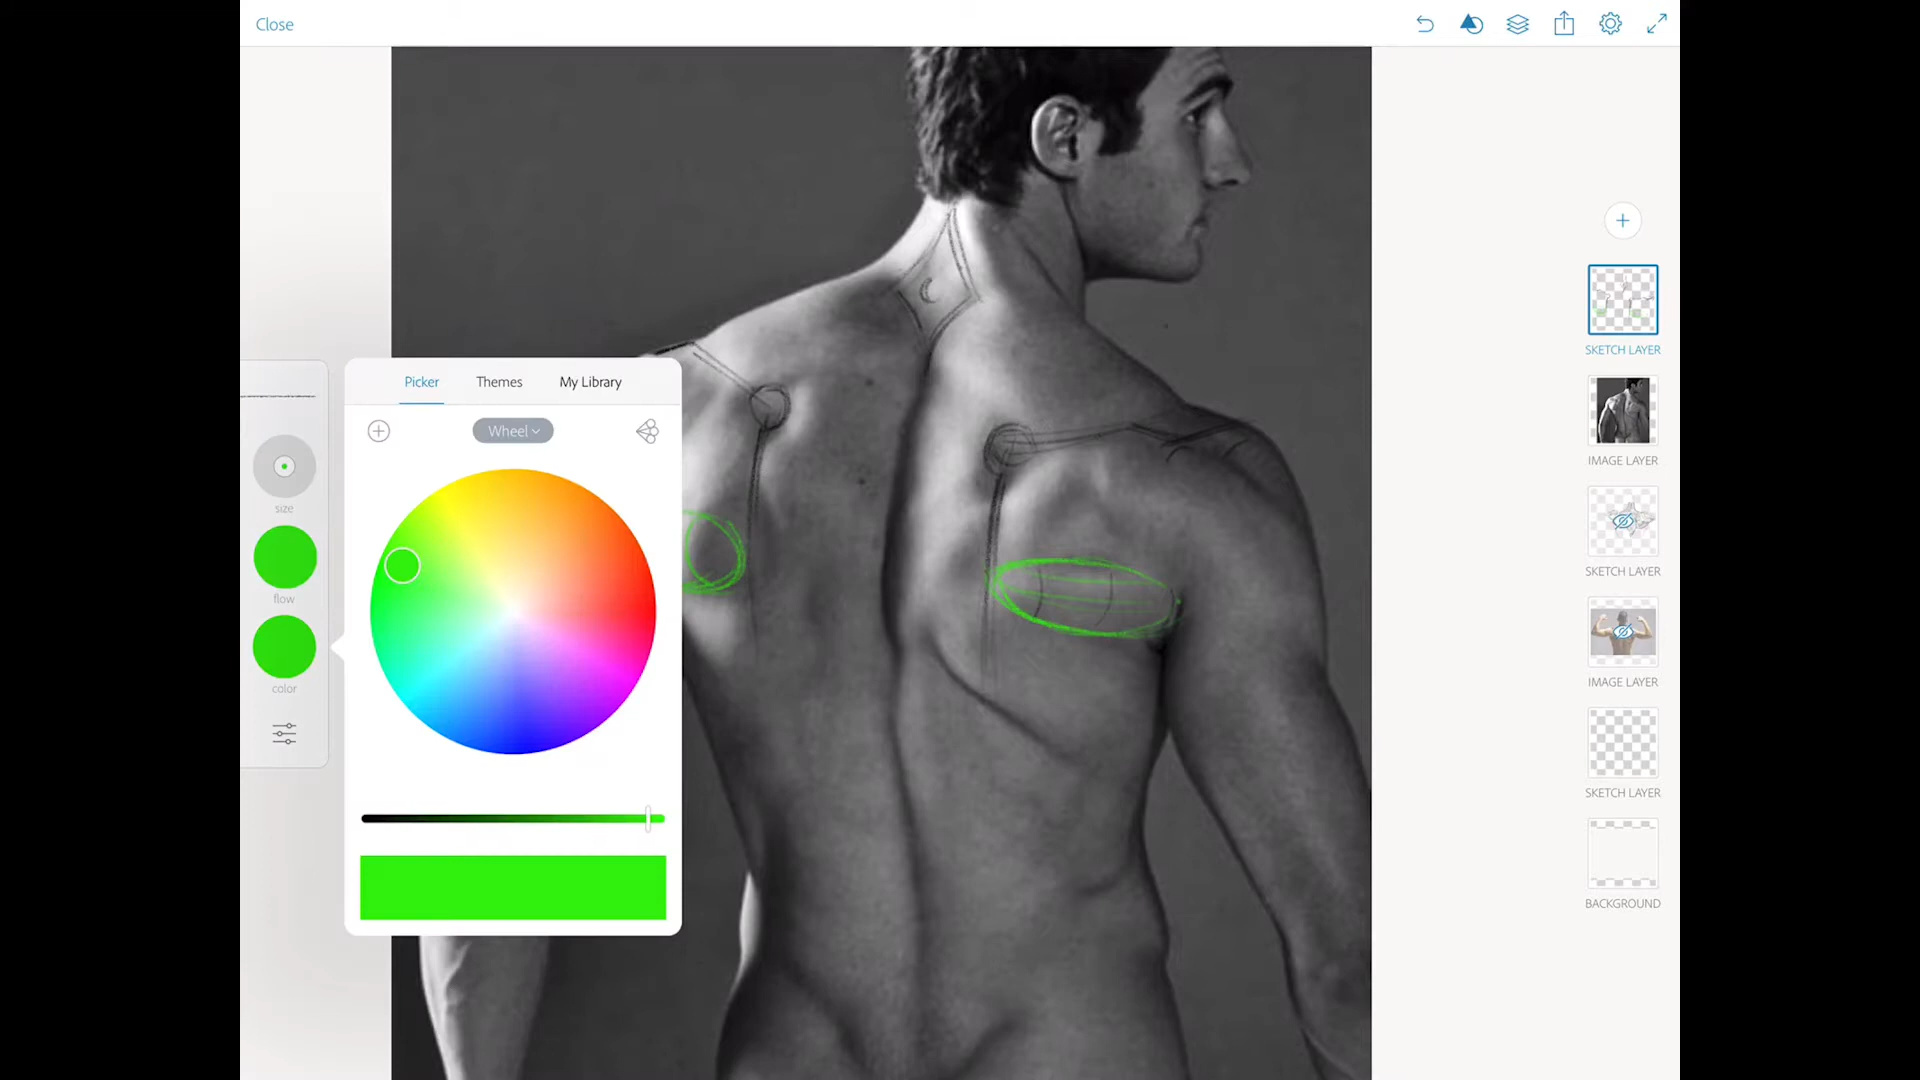 Close
Picker
Themes
My Library
Wheel
size
flow
color
SKETCH LAYER
IMAGE LAYER
SKETCH LAYER
IMAGE LAYER
SKETCH LAYER
BACKGROUND